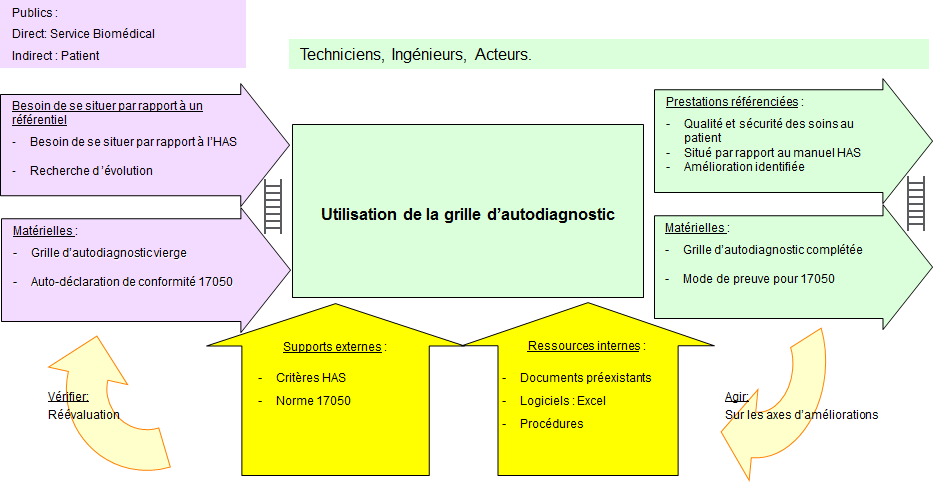 Publics :
Direct: Service Biomédical
Indirect : Patient
Techniciens, Ingénieurs, Acteurs.
Besoin de se situer par rapport à un
référentiel
- Besoin de se situer par rapport à l'HAS
- Recherche d'évolution
Matérielles :
- Grille d'autodiagnostic vierge
- Auto-déclaration de conformité 17050
Utilisation de la grille d'autodiagnostic
Prestations référenciées :
- Qualité et sécurité des soins au
patient
- Situé par rapport au manuel HAS
- Amélioration identifiée
Matérielles :
- Grille d'autodiagnostic complétée
- Mode de preuve pour 17050
Supports externes :
- Critères HAS
- Norme 17050
Ressources internes :
- Documents préexistants
- Logiciels : Excel
- Procédures
Vérifier:
Réévaluation
Agir:
Sur les axes d'améliorations